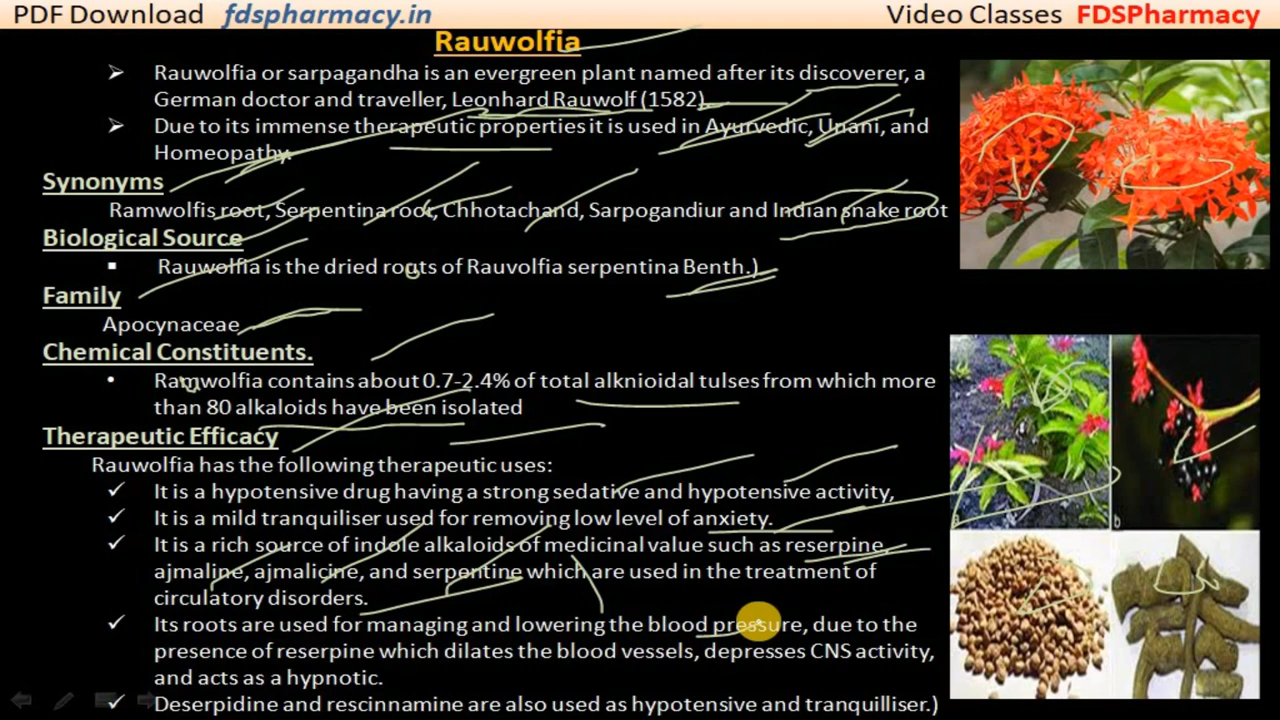 PDF Download fdspharmacy.in Video Classes FDSPharmacy
Rauwolfia
Rauwolfia or sarpagandha is an evergreen plant named after its discoverer, a
German doctor and traveller, Leonhard Rauwolf (1582).
Due to its immense therapeutic properties it is used in Ayurvedic, Unani, and
Homeopathy.
Synonyms
Ramwolfis root, Serpentina root, Chhotachand, Sarpogandiur and Indian snake root
Biological Source
Rauwolfia is the dried roots of Rauvolfia serpentina Benth.)
Family
Apocynaceae
Chemical Constituents.
Ramwolfia contains about 0.7-2.4% of total alknioidal tulses from which more
than 80 alkaloids have been isolated
Therapeutic Efficacy
Rauwolfia has the following therapeutic uses:
It is a hypotensive drug having a strong sedative and hypotensive activity,
It is a mild tranquiliser used for removing low level of anxiety.
It is a rich source of indole alkaloids of medicinal value such as reserpine,
ajmaline, ajmalicine, and serpentine which are used in the treatment of
circulatory disorders.
Its roots are used for managing and lowering the blood pressure, due to the
presence of reserpine which dilates the blood vessels, depresses CNS activity,
and acts as a hypnotic.
Deserpidine and rescinnamine are also used as hypotensive and tranquilliser.)
a
b